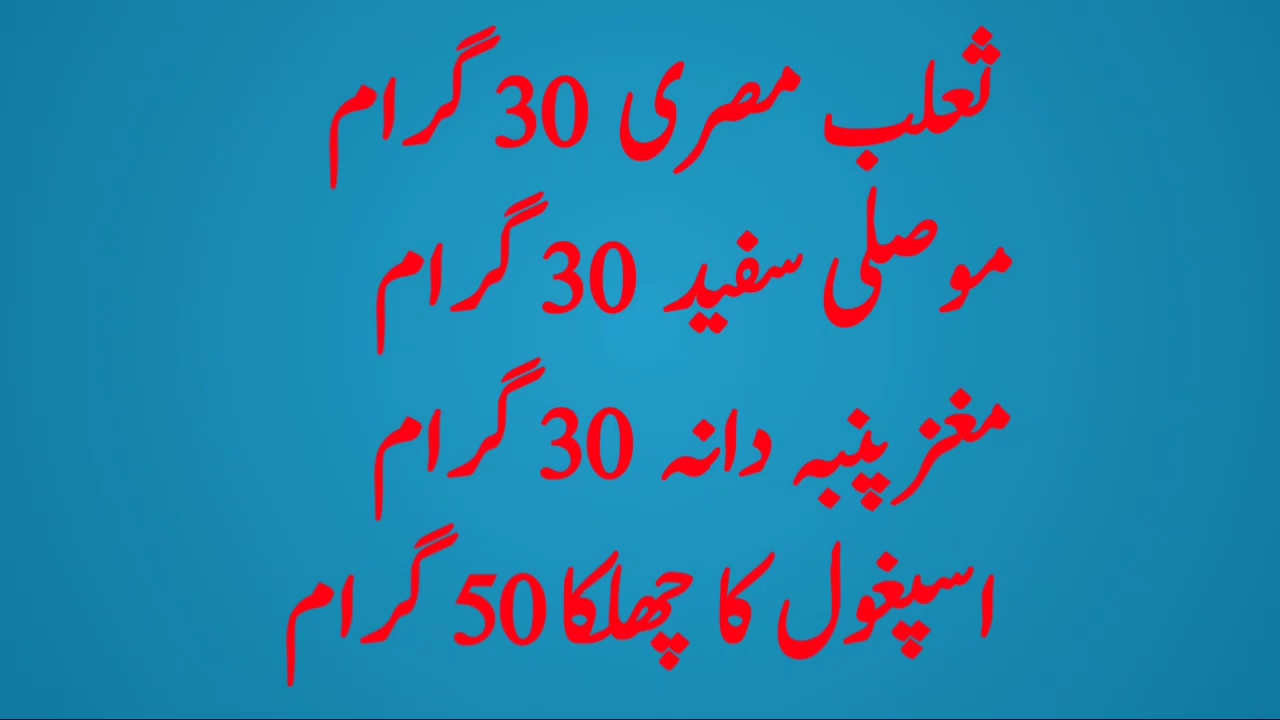 ثعلب مصری 30 گرام
موصلی سفید 30 گرام
مغز پنبہ دانہ 30 گرام
اسپغول کا چھلکا 50 گرام